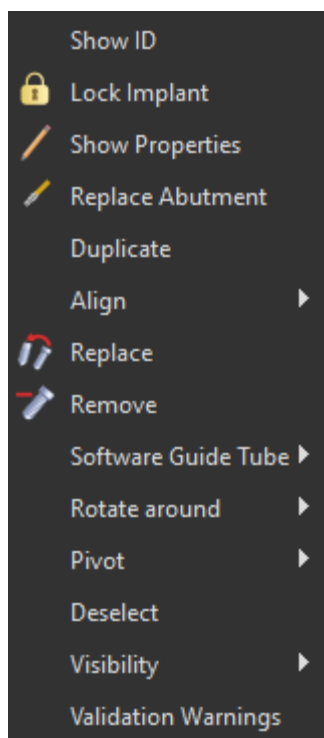 Show ID
Lock Implant
Show Properties
Replace Abutment
Duplicate
Align
Replace
Remove
Software Guide Tube
Rotate around
Pivot
Deselect
Visibility
Validation Warnings